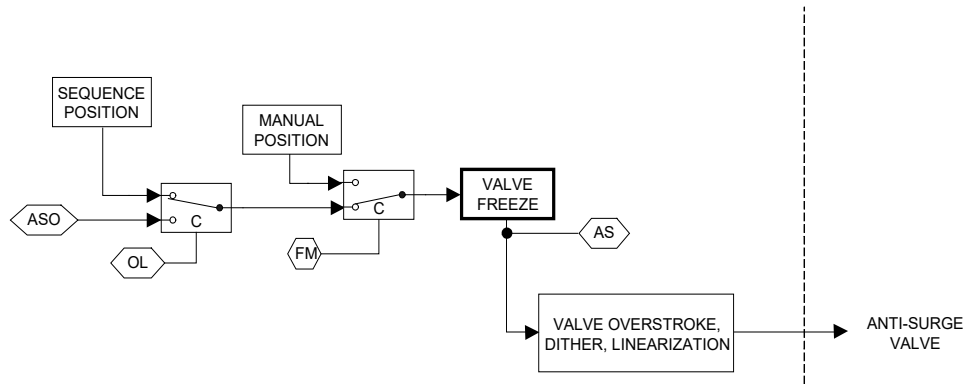 SEQUENCE
POSITION
MANUAL
POSITION
VALVE
FREEZE
ASO
C
C
AS
OL
FM
VALVE OVERSTROKE,
DITHER, LINEARIZATION
ANTI-SURGE
VALVE